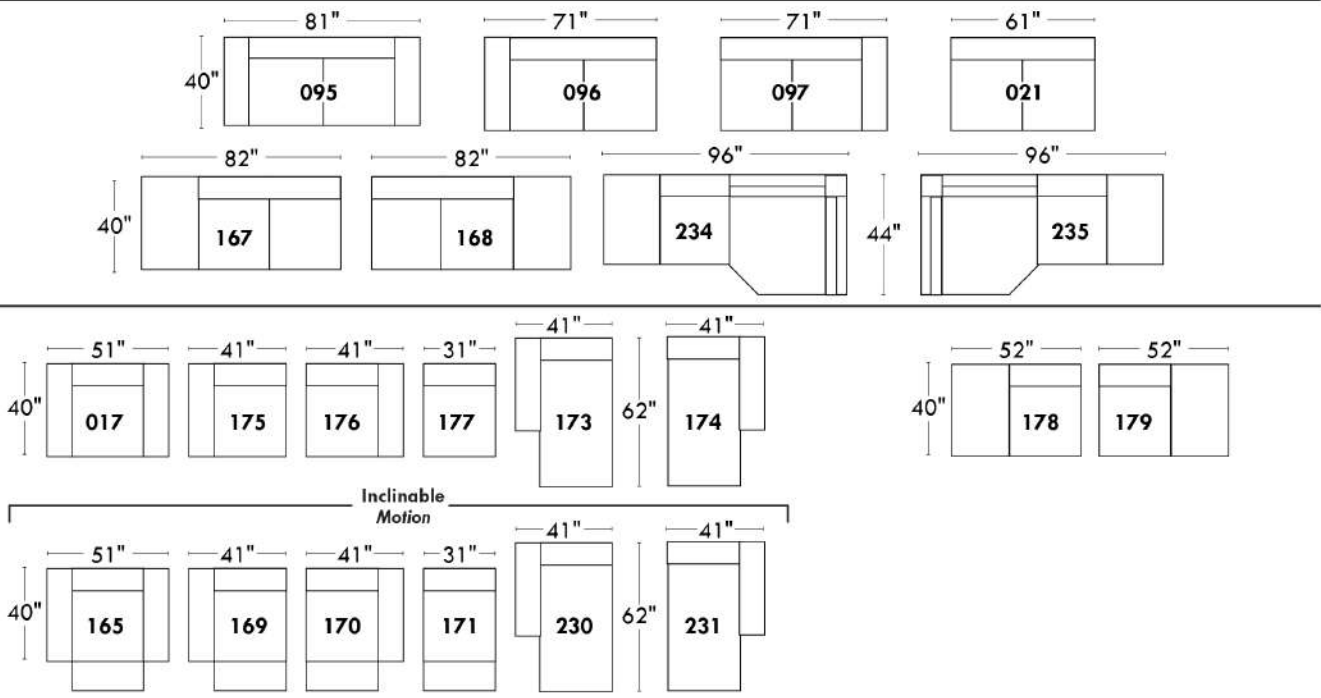 81" 71" 71" 61"
40" 095 096 097 021
82" 82" 96" 96"
40" 167 168 234 44" 235
51" 41" 41" 31" 41" 41" 52" 52"
40" 017 175 176 177 173 62" 174 40" 178 179
Inclinable
Motion
51" 41" 41" 31" 41" 41"
40" 165 169 170 171 230 62" 231